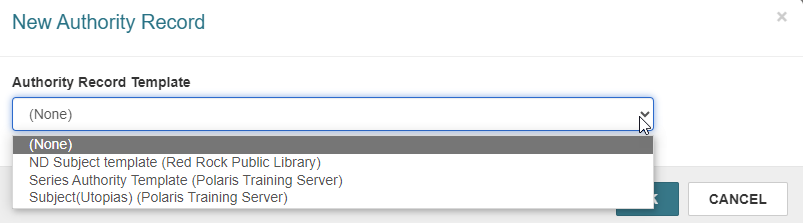 New Authority Record
×
Authority Record Template
(None)
(None)
ND Subject template (Red Rock Public Library)
Series Authority Template (Polaris Training Server)
Subject(Utopias) (Polaris Training Server)
CANCEL